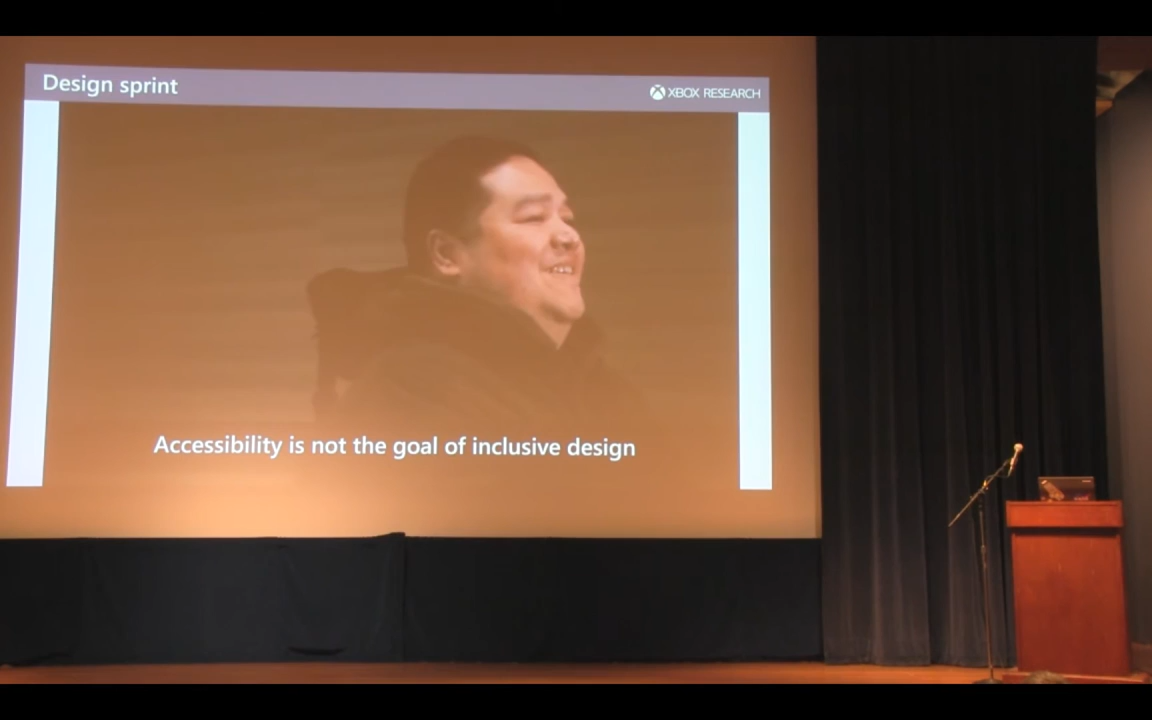 Design sprint
XBOX RESEARCH
Accessibility is not the goal of inclusive design